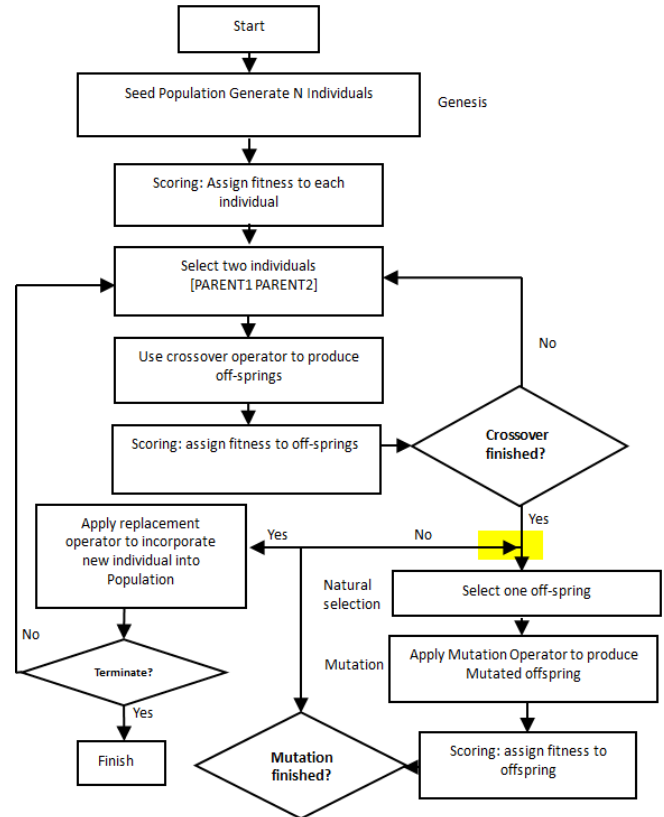 Start
Seed Population Generate N Individuals
Genesis
Scoring: Assign fitness to each
individual
Select two individuals
[PARENT1 PARENT2]
No
Use crossover operator to produce
off-springs
Scoring: assign fitness to off-springs
Crossover
finished?
Yes
Apply replacement
operator to incorporate
new individual into
Population
Yes
No
Natural
selection
Select one off-spring
No
Terminate?
Mutation
Apply Mutation Operator to produce
Mutated offspring
Yes
Finish
Mutation
finished?
Scoring: assign fitness to
offspring